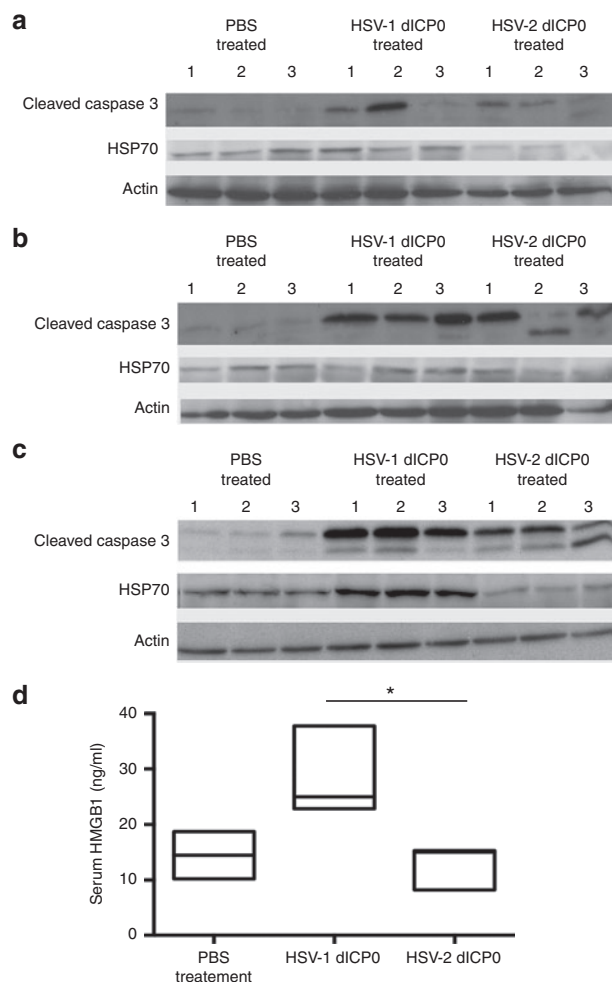 a
PBS treated HSV-1 dICP0 treated HSV-2 dICP0 treated
1 2 3 1 2 3 1 2 3
Cleaved caspase 3
HSP70
Actin
b
PBS treated HSV-1 dICP0 treated HSV-2 dICP0 treated
1 2 3 1 2 3 1 2 3
Cleaved caspase 3
HSP70
Actin
c
PBS treated HSV-1 dICP0 treated HSV-2 dICP0 treated
1 2 3 1 2 3 1 2 3
Cleaved caspase 3
HSP70
Actin
d
*
Serum HMGB1 (ng/ml)
40
30
20
10
0
PBS treatement HSV-1 dICP0 HSV-2 dICP0